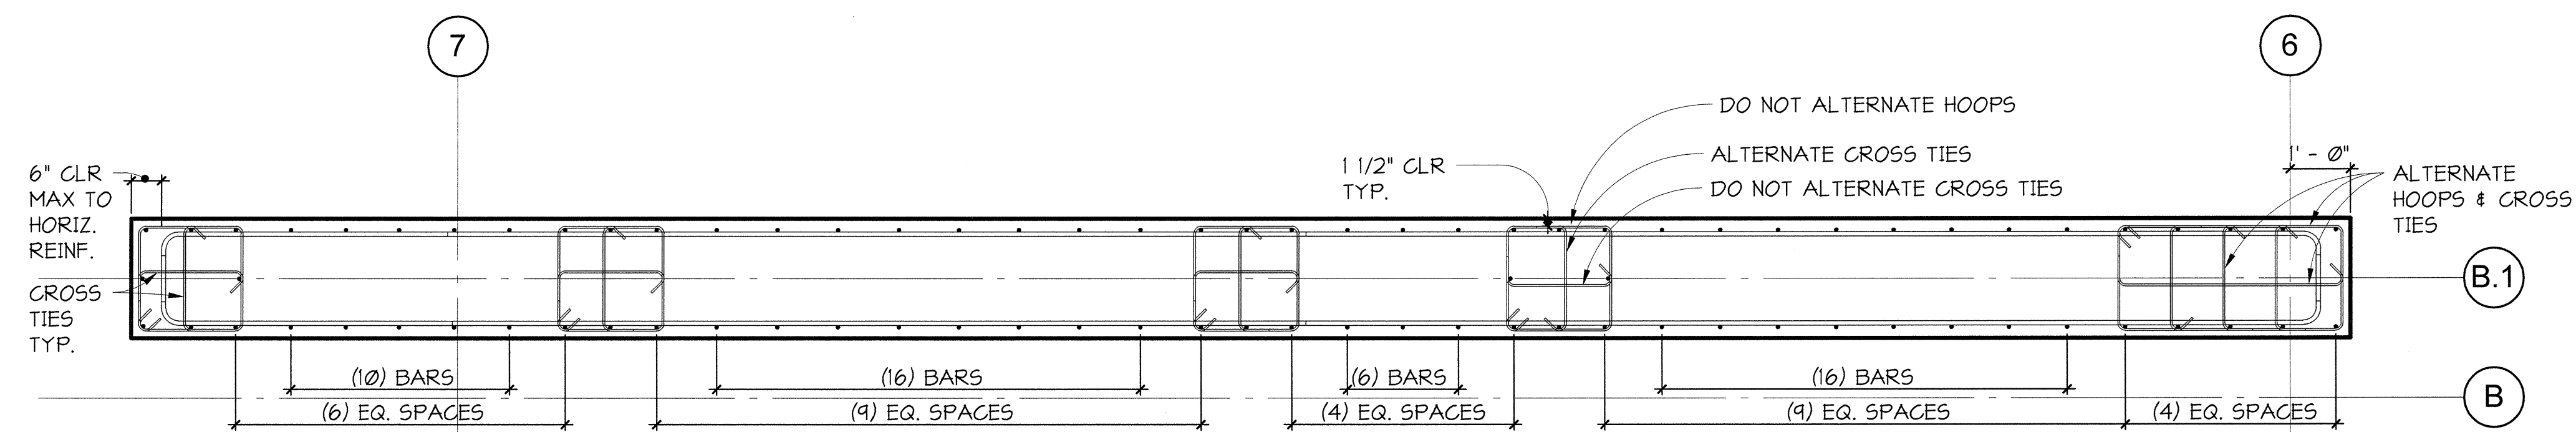 7
6
DO NOT ALTERNATE HOOPS
ALTERNATE CROSS TIES
DO NOT ALTERNATE CROSS TIES
1 1/2" CLR
TYP.
1' - 0"
6" CLR
MAX TO
HORIZ.
REINF.
ALTERNATE
HOOPS & CROSS
TIES
CROSS
TIES
TYP.
B.1
(10) BARS
(16) BARS
(6) BARS
(16) BARS
B
(6) EQ. SPACES
(9) EQ. SPACES
(4) EQ. SPACES
(9) EQ. SPACES
(4) EQ. SPACES